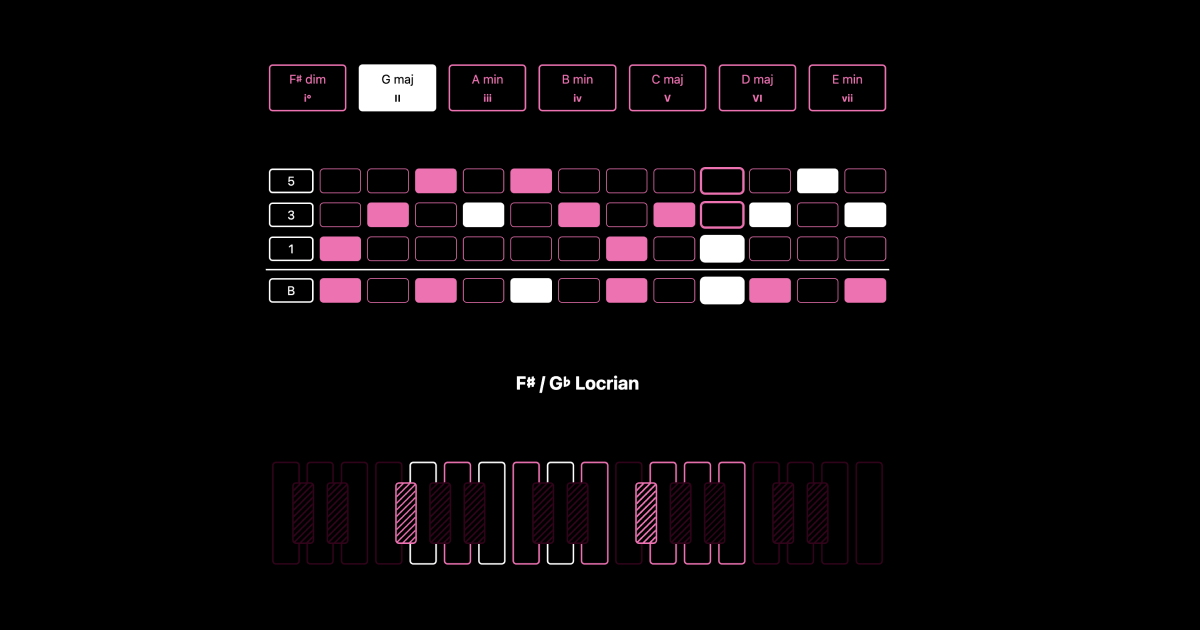 F# dim G maj A min B min C maj D maj E min
i° II iii iv V VI vii
5
3
1
B
F# / G♭ Locrian